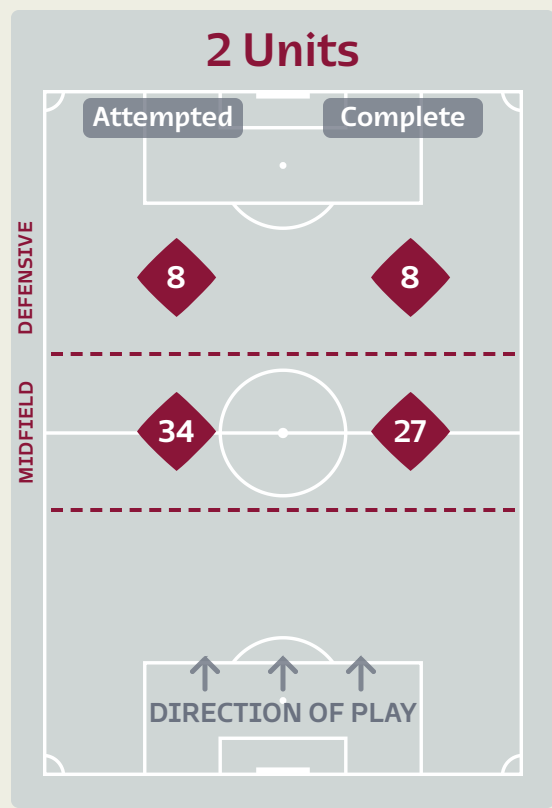 2 Units
Attempted Complete
DEFENSIVE
8 8
MIDFIELD
34 27
DIRECTION OF PLAY